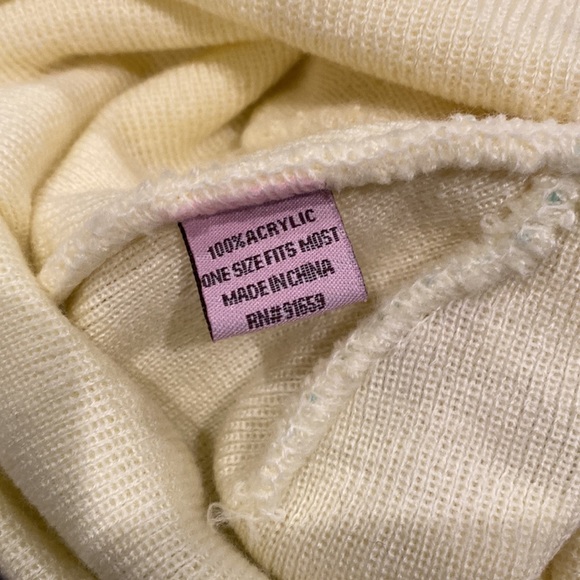 100% ACRYLIC
ONE SIZE FITS MOST
MADE IN CHINA
RN# 91659